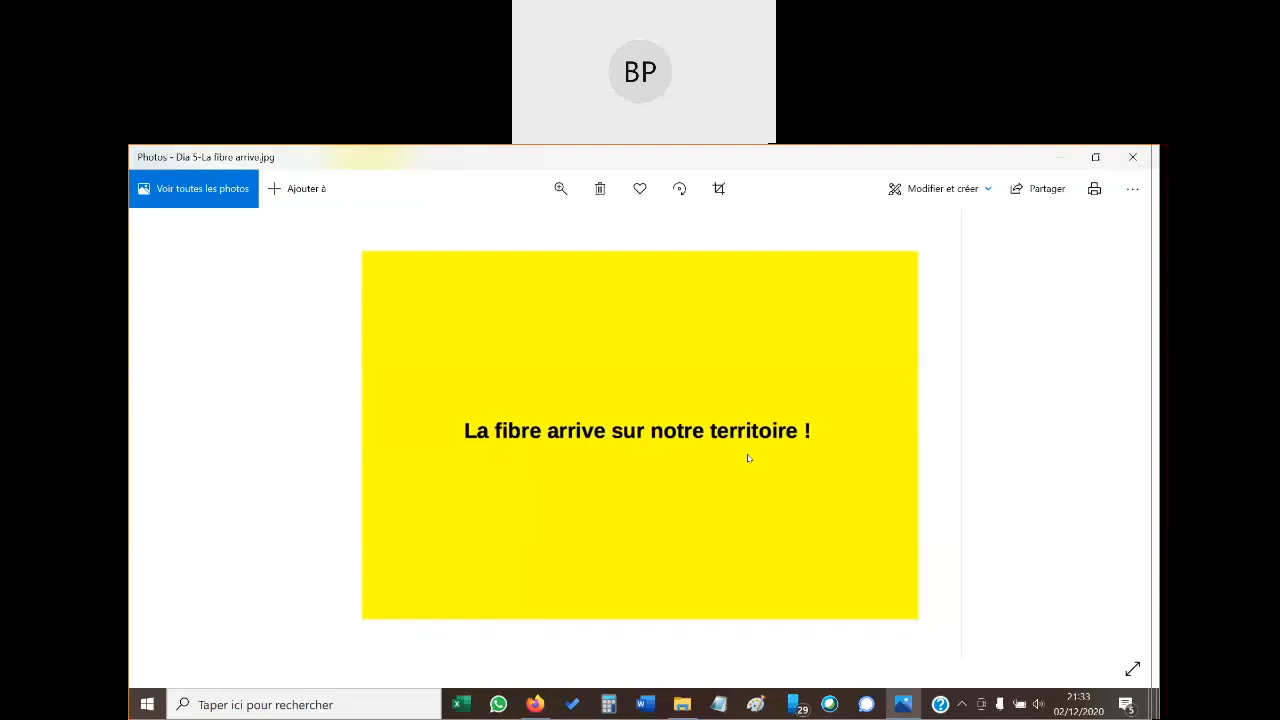 BP
Photos - Dia 5-La fibre arrive.jpg
Voir toutes les photos
Ajouter à
Modifier et créer
Partager
La fibre arrive sur notre territoire !
Taper ici pour rechercher
29
21:33
02/12/2020
5